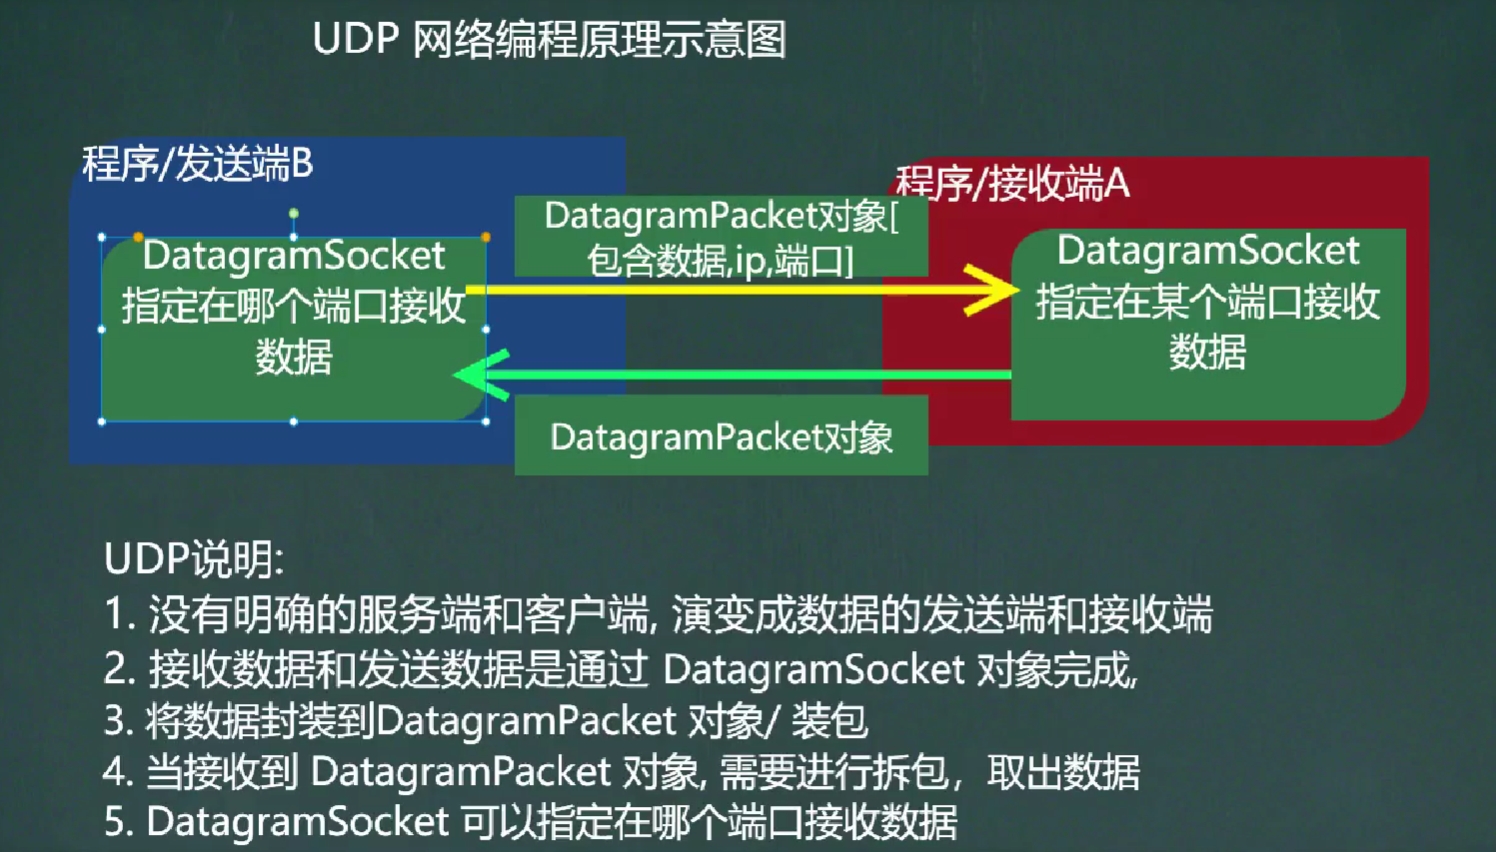 UDP 网络编程原理示意图
程序/发送端B
DatagramSocket
指定在哪个端口接收
数据
DatagramPacket对象[
包含数据,ip,端口]
DatagramPacket对象
程序/接收端A
DatagramSocket
指定在某个端口接收
数据
UDP说明:
1. 没有明确的服务端和客户端, 演变成数据的发送端和接收端
2. 接收数据和发送数据是通过 DatagramSocket 对象完成,
3. 将数据封装到DatagramPacket 对象/ 装包
4. 当接收到 DatagramPacket 对象, 需要进行拆包，取出数据
5. DatagramSocket 可以指定在哪个端口接收数据